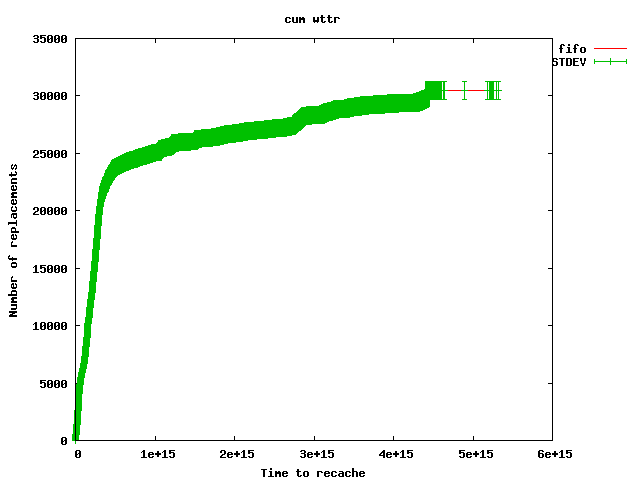 cum wttr
35000
30000
25000
20000
15000
10000
5000
0
fifo
STDEV
Number of replacements
0 1e+15 2e+15 3e+15 4e+15 5e+15 6e+15
Time to recache